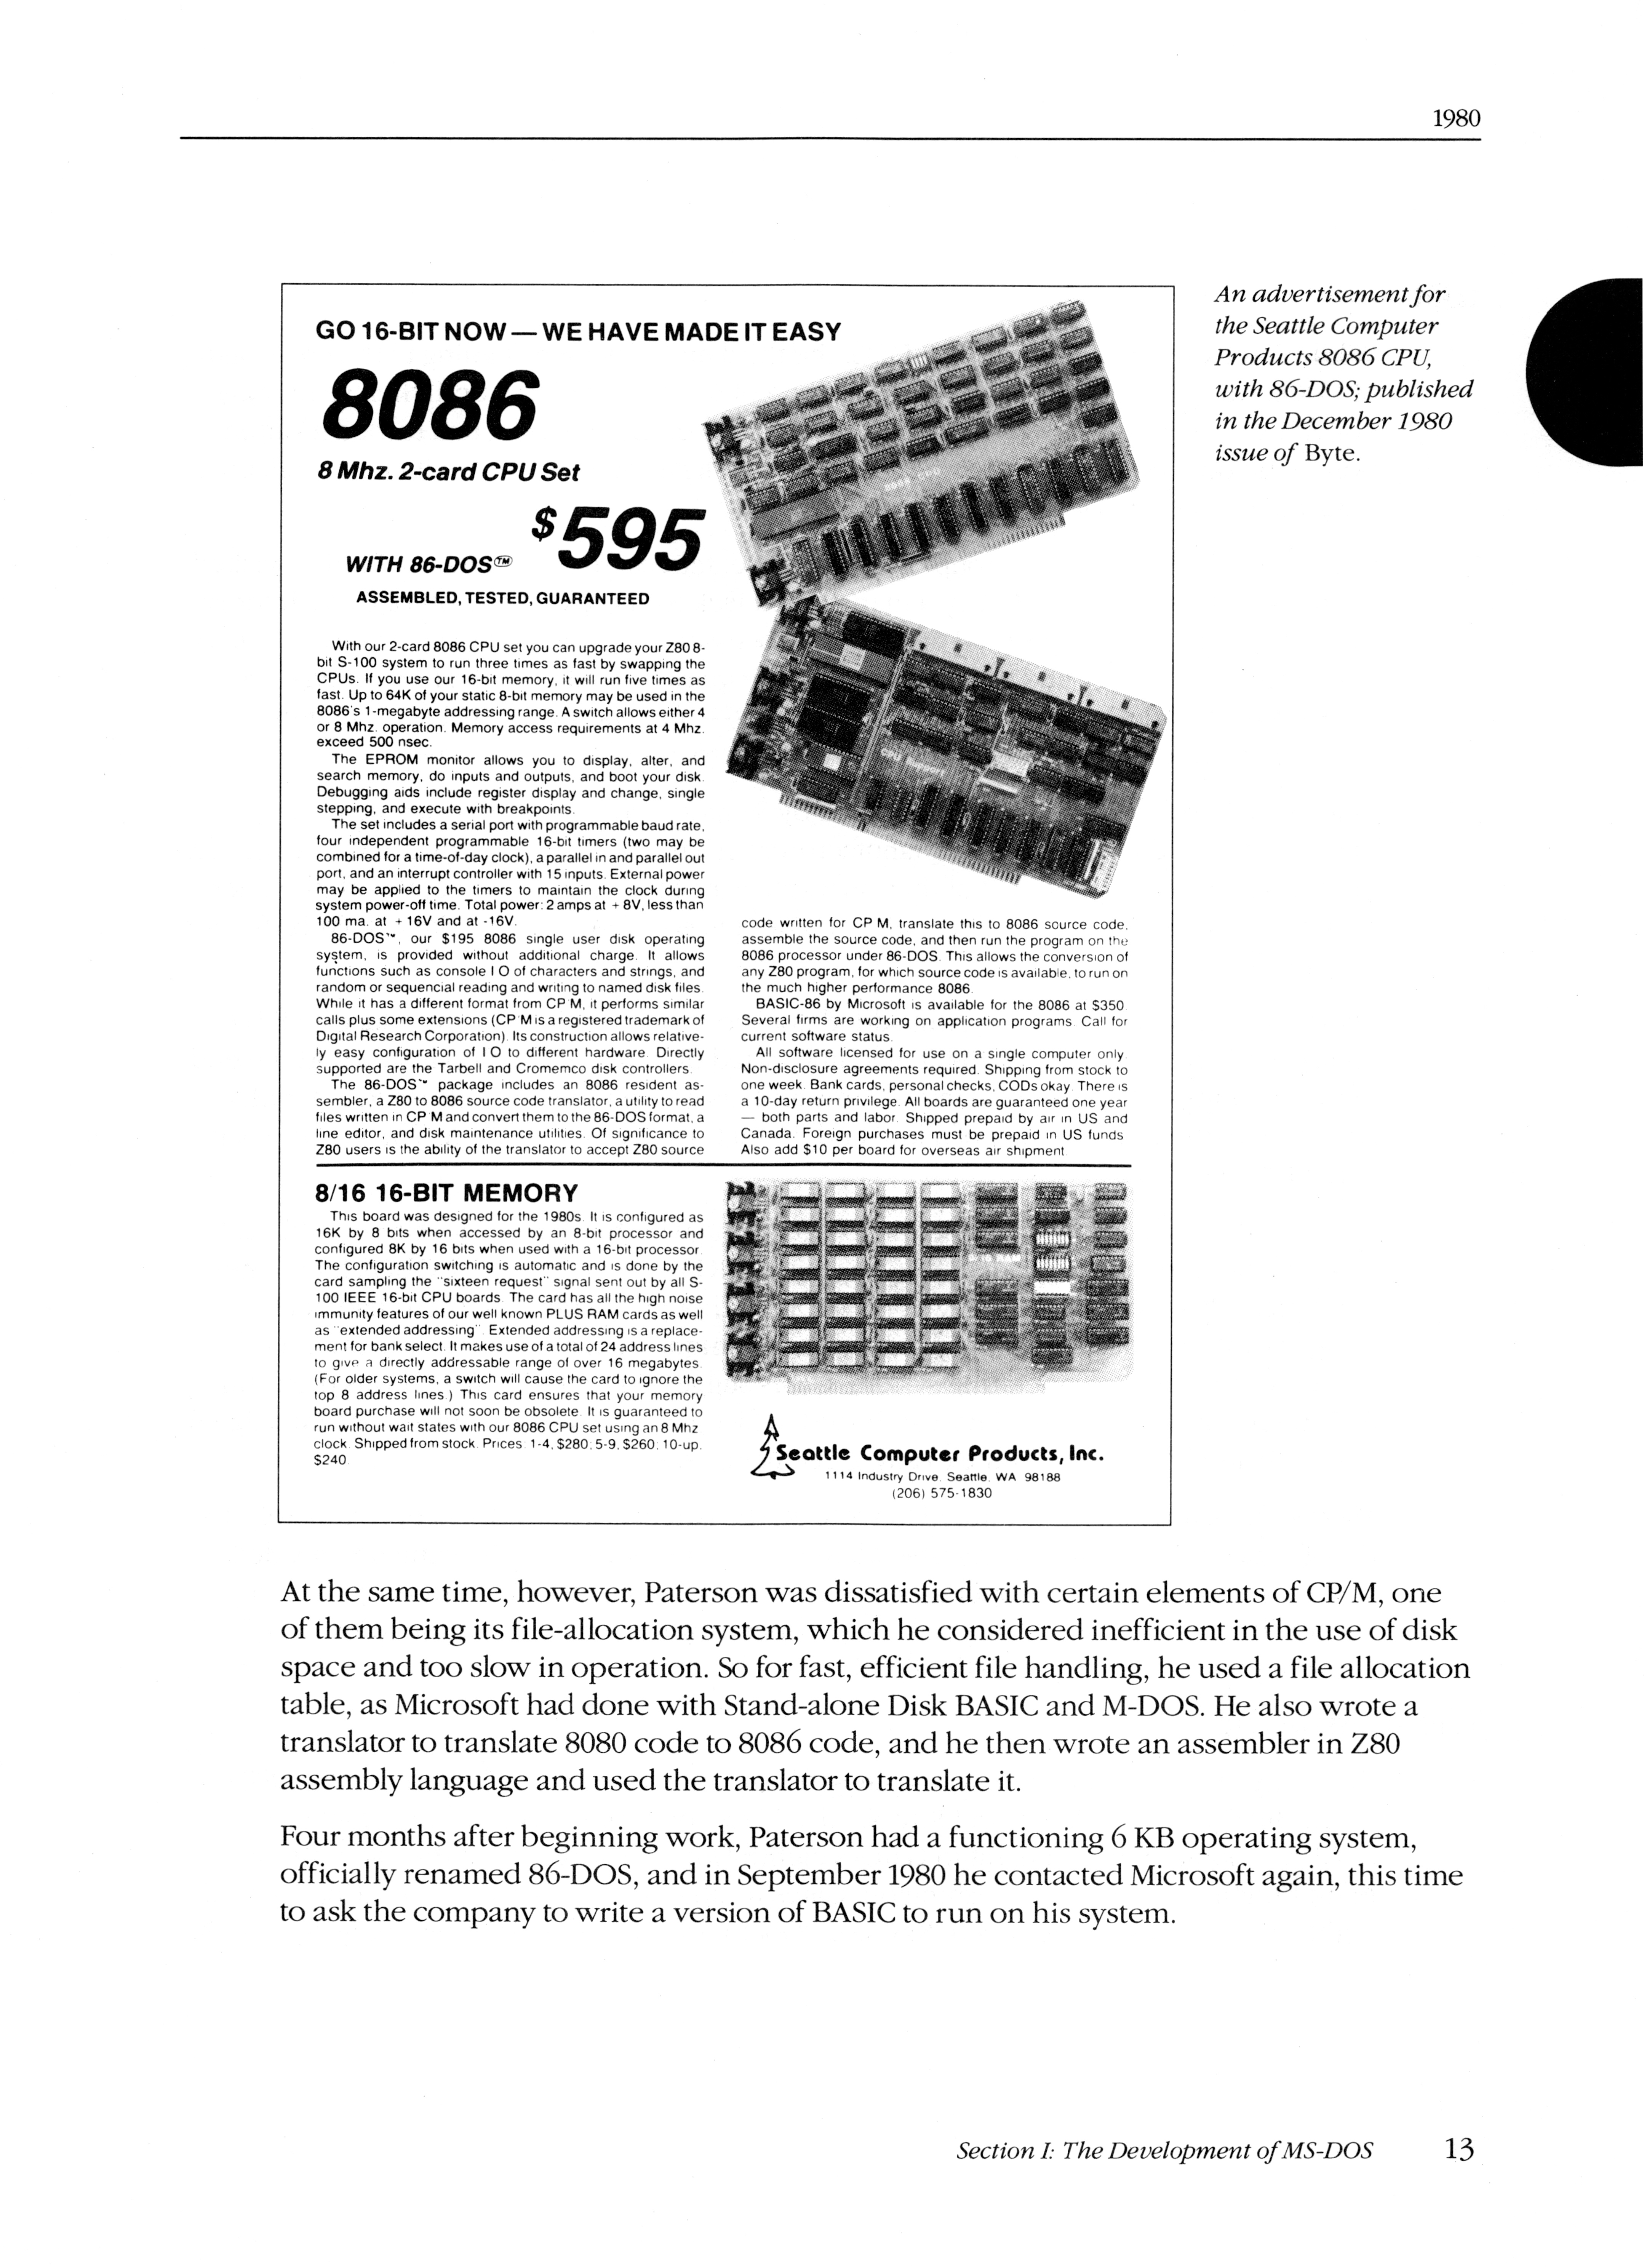 1980
GO 16-BIT NOW — WE HAVE MADE IT EASY
8086
8 Mhz. 2-card CPU Set
$595
WITH 86-DOS™
ASSEMBLED, TESTED, GUARANTEED
With our 2-card 8086 CPU set you can upgrade your Z80 8-
bit S-100 system to run three times as fast by swapping the
CPUs. If you use our 16-bit memory, it will run five times as
fast. Up to 64K of your static 8-bit memory may be used in the
8086's 1-megabyte addressing range. A switch allows either 4
or 8 Mhz. operation. Memory access requirements at 4 Mhz.
exceed 500 nsec.
The EPROM monitor allows you to display, alter, and
search memory, do inputs and outputs, and boot your disk.
Debugging aids include register display and change, single
stepping, and execute with breakpoints.
The set includes a serial port with programmable baud rate,
four independent programmable 16-bit timers (two may be
combined for a time-of-day clock), a parallel in and parallel out
port, and an interrupt controller with 15 inputs. External power
may be applied to the timers to maintain the clock during
system power-off time. Total power: 2 amps at + 8V, less than
100 ma. at + 16V and at -16V.
86-DOS™, our $195 8086 single user disk operating
system, is provided without additional charge. It allows
functions such as console I O of characters and strings, and
random or sequencial reading and writing to named disk files.
While it has a different format from CP M, it performs similar
calls plus some extensions (CP M is a registered trademark of
Digital Research Corporation). Its construction allows relative-
ly easy configuration of I O to different hardware. Directly
supported are the Tarbell and Cromemco disk controllers.
The 86-DOS™ package includes an 8086 resident as-
sembler, a Z80 to 8086 source code translator, a utility to read
files written in CP M and convert them to the 86-DOS format, a
line editor, and disk maintenance utilities. Of significance to
Z80 users is the ability of the translator to accept Z80 source
code written for CP M, translate this to 8086 source code,
assemble the source code, and then run the program on the
8086 processor under 86-DOS. This allows the conversion of
any Z80 program, for which source code is available, to run on
the much higher performance 8086.
BASIC-86 by Microsoft is available for the 8086 at $350.
Several firms are working on application programs. Call for
current software status.
All software licensed for use on a single computer only.
Non-disclosure agreements required. Shipping from stock to
one week. Bank cards, personal checks, CODs okay. There is
a 10-day return privilege. All boards are guaranteed one year
— both parts and labor. Shipped prepaid by air in US and
Canada. Foreign purchases must be prepaid in US funds.
Also add $10 per board for overseas air shipment.
8/16 16-BIT MEMORY
This board was designed for the 1980s. It is configured as
16K by 8 bits when accessed by an 8-bit processor and
configured 8K by 16 bits when used with a 16-bit processor.
The configuration switching is automatic and is done by the
card sampling the "sixteen request" signal sent out by all S-
100 IEEE 16-bit CPU boards. The card has all the high noise
immunity features of our well known PLUS RAM cards as well
as "extended addressing". Extended addressing is a replace-
ment for bank select. It makes use of a total of 24 address lines
to give a directly addressable range of over 16 megabytes.
(For older systems, a switch will cause the card to ignore the
top 8 address lines.) This card ensures that your memory
board purchase will not soon be obsolete. It is guaranteed to
run without wait states with our 8086 CPU set using an 8 Mhz
clock. Shipped from stock. Prices: 1-4, $280; 5-9, $260; 10-up,
$240.
Seattle Computer Products, Inc.
1114 Industry Drive, Seattle, WA 98188
(206) 575-1830
An advertisement for
the Seattle Computer
Products 8086 CPU,
with 86-DOS; published
in the December 1980
issue of Byte.
At the same time, however, Paterson was dissatisfied with certain elements of CP/M, one
of them being its file-allocation system, which he considered inefficient in the use of disk
space and too slow in operation. So for fast, efficient file handling, he used a file allocation
table, as Microsoft had done with Stand-alone Disk BASIC and M-DOS. He also wrote a
translator to translate 8080 code to 8086 code, and he then wrote an assembler in Z80
assembly language and used the translator to translate it.
Four months after beginning work, Paterson had a functioning 6 KB operating system,
officially renamed 86-DOS, and in September 1980 he contacted Microsoft again, this time
to ask the company to write a version of BASIC to run on his system.
Section I: The Development of MS-DOS 13